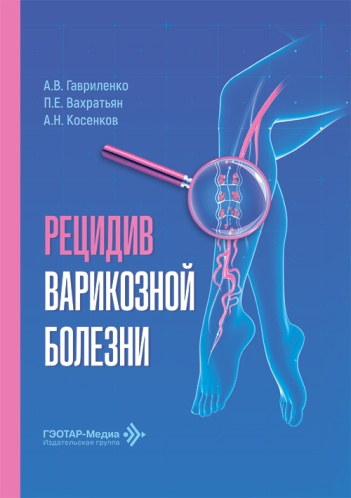 А.В. Гавриленко
П.Е. Вахратьян
А.Н. Косенков
РЕЦИДИВ
ВАРИКОЗНОЙ
БОЛЕЗНИ
ГЭОТАР-Медиа
Издательская группа